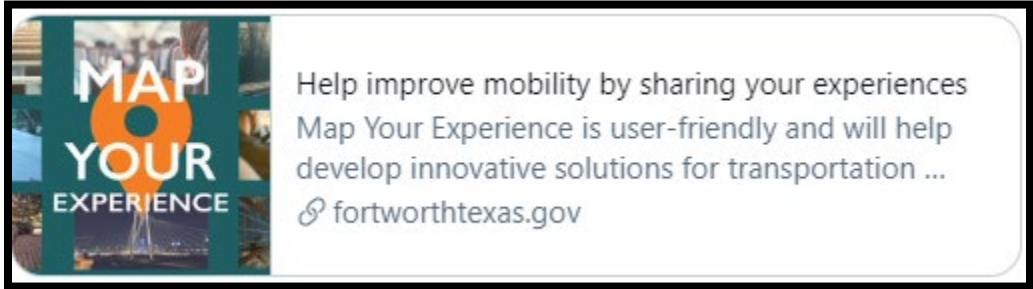 MAP
YOUR
EXPERIENCE
Help improve mobility by sharing your experiences
Map Your Experience is user-friendly and will help
develop innovative solutions for transportation ...
fortworthtexas.gov